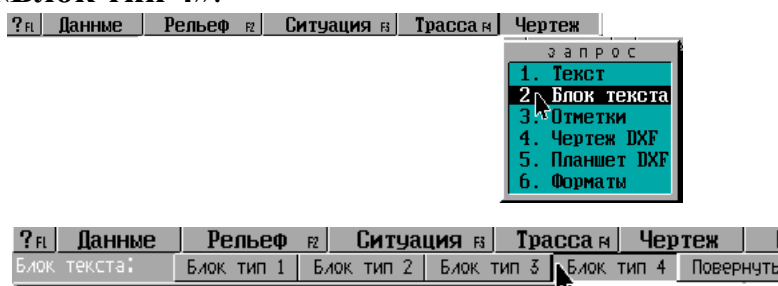 «Блок тип 4».
? F1 Данные Рельеф F2 Ситуация F3 Трасса F4 Чертеж
запрос
1. Текст
2. Блок текста
3. Отметки
4. Чертеж DXF
5. Планшет DXF
6. Форматы
? F1 Данные Рельеф F2 Ситуация F3 Трасса F4 Чертеж
Блок текста: Блок тип 1 Блок тип 2 Блок тип 3 Блок тип 4 Повернуть